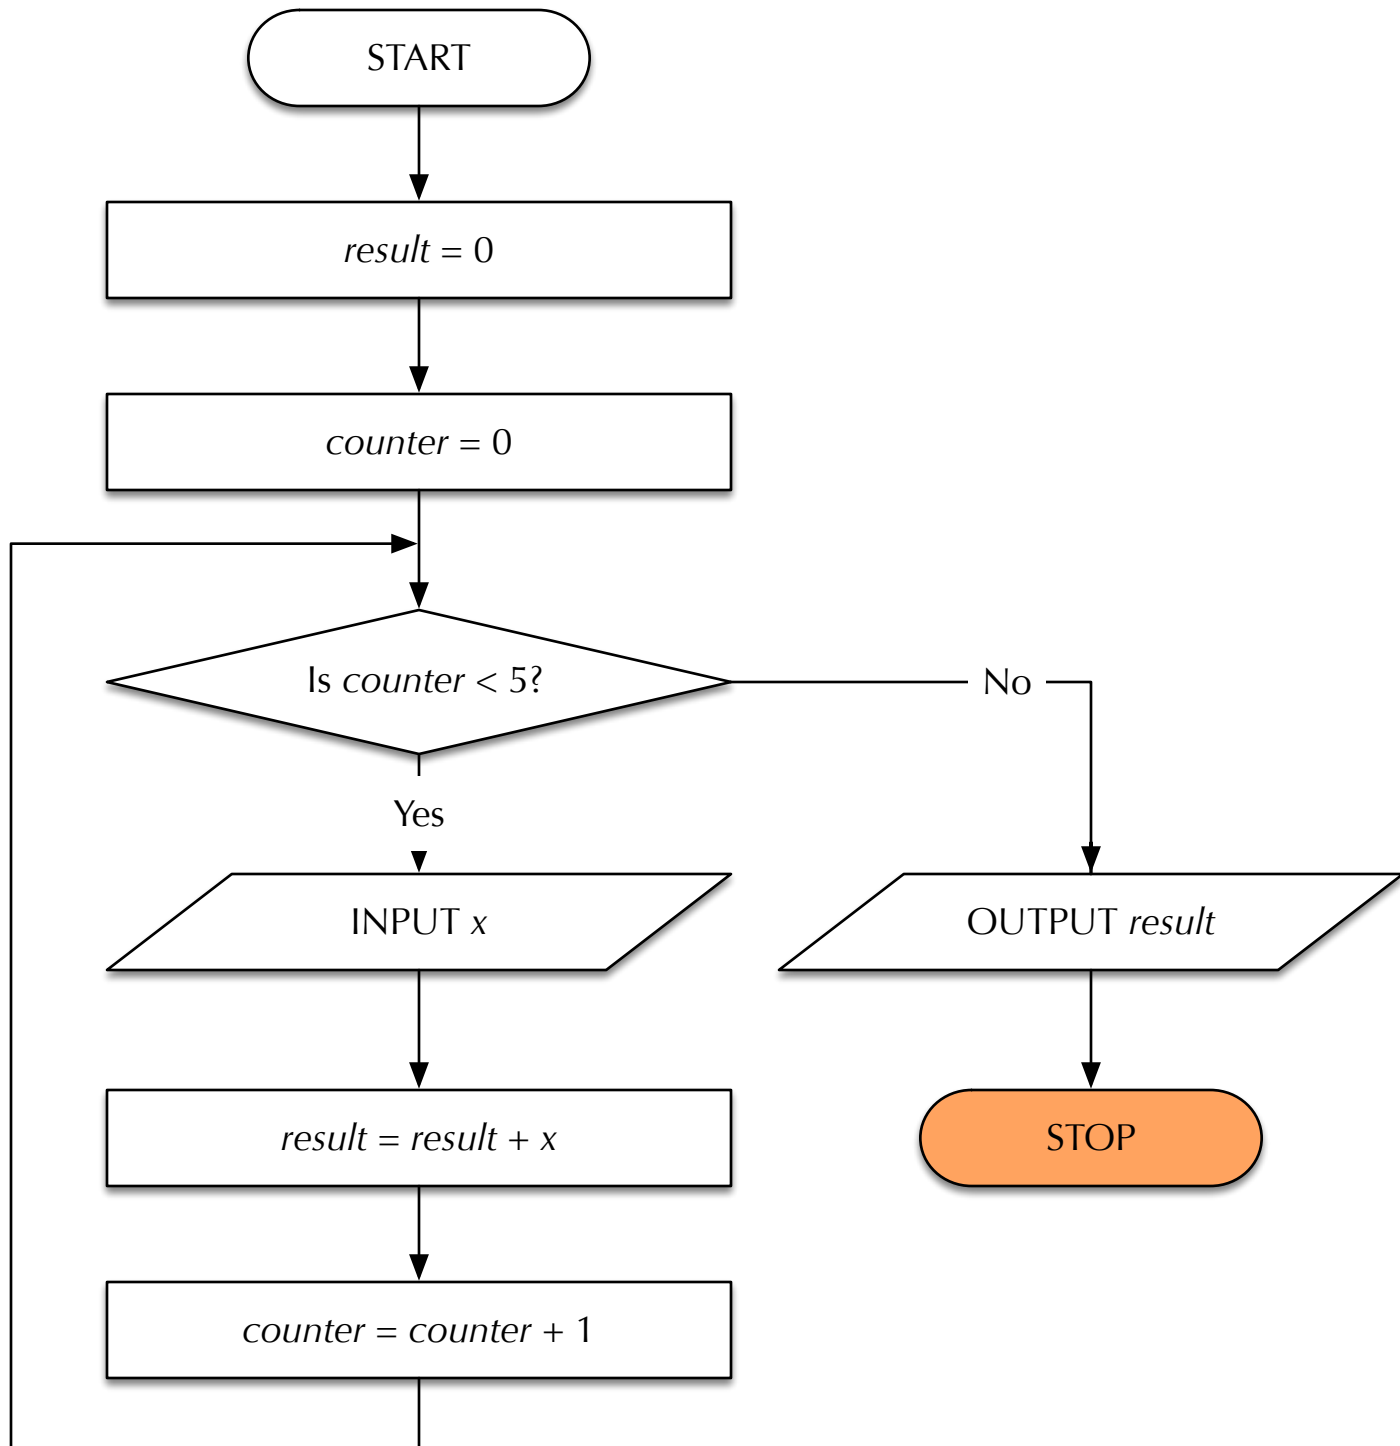 START
result = 0
counter = 0
Is counter < 5?
No
Yes
INPUT x
OUTPUT result
result = result + x
STOP
counter = counter + 1